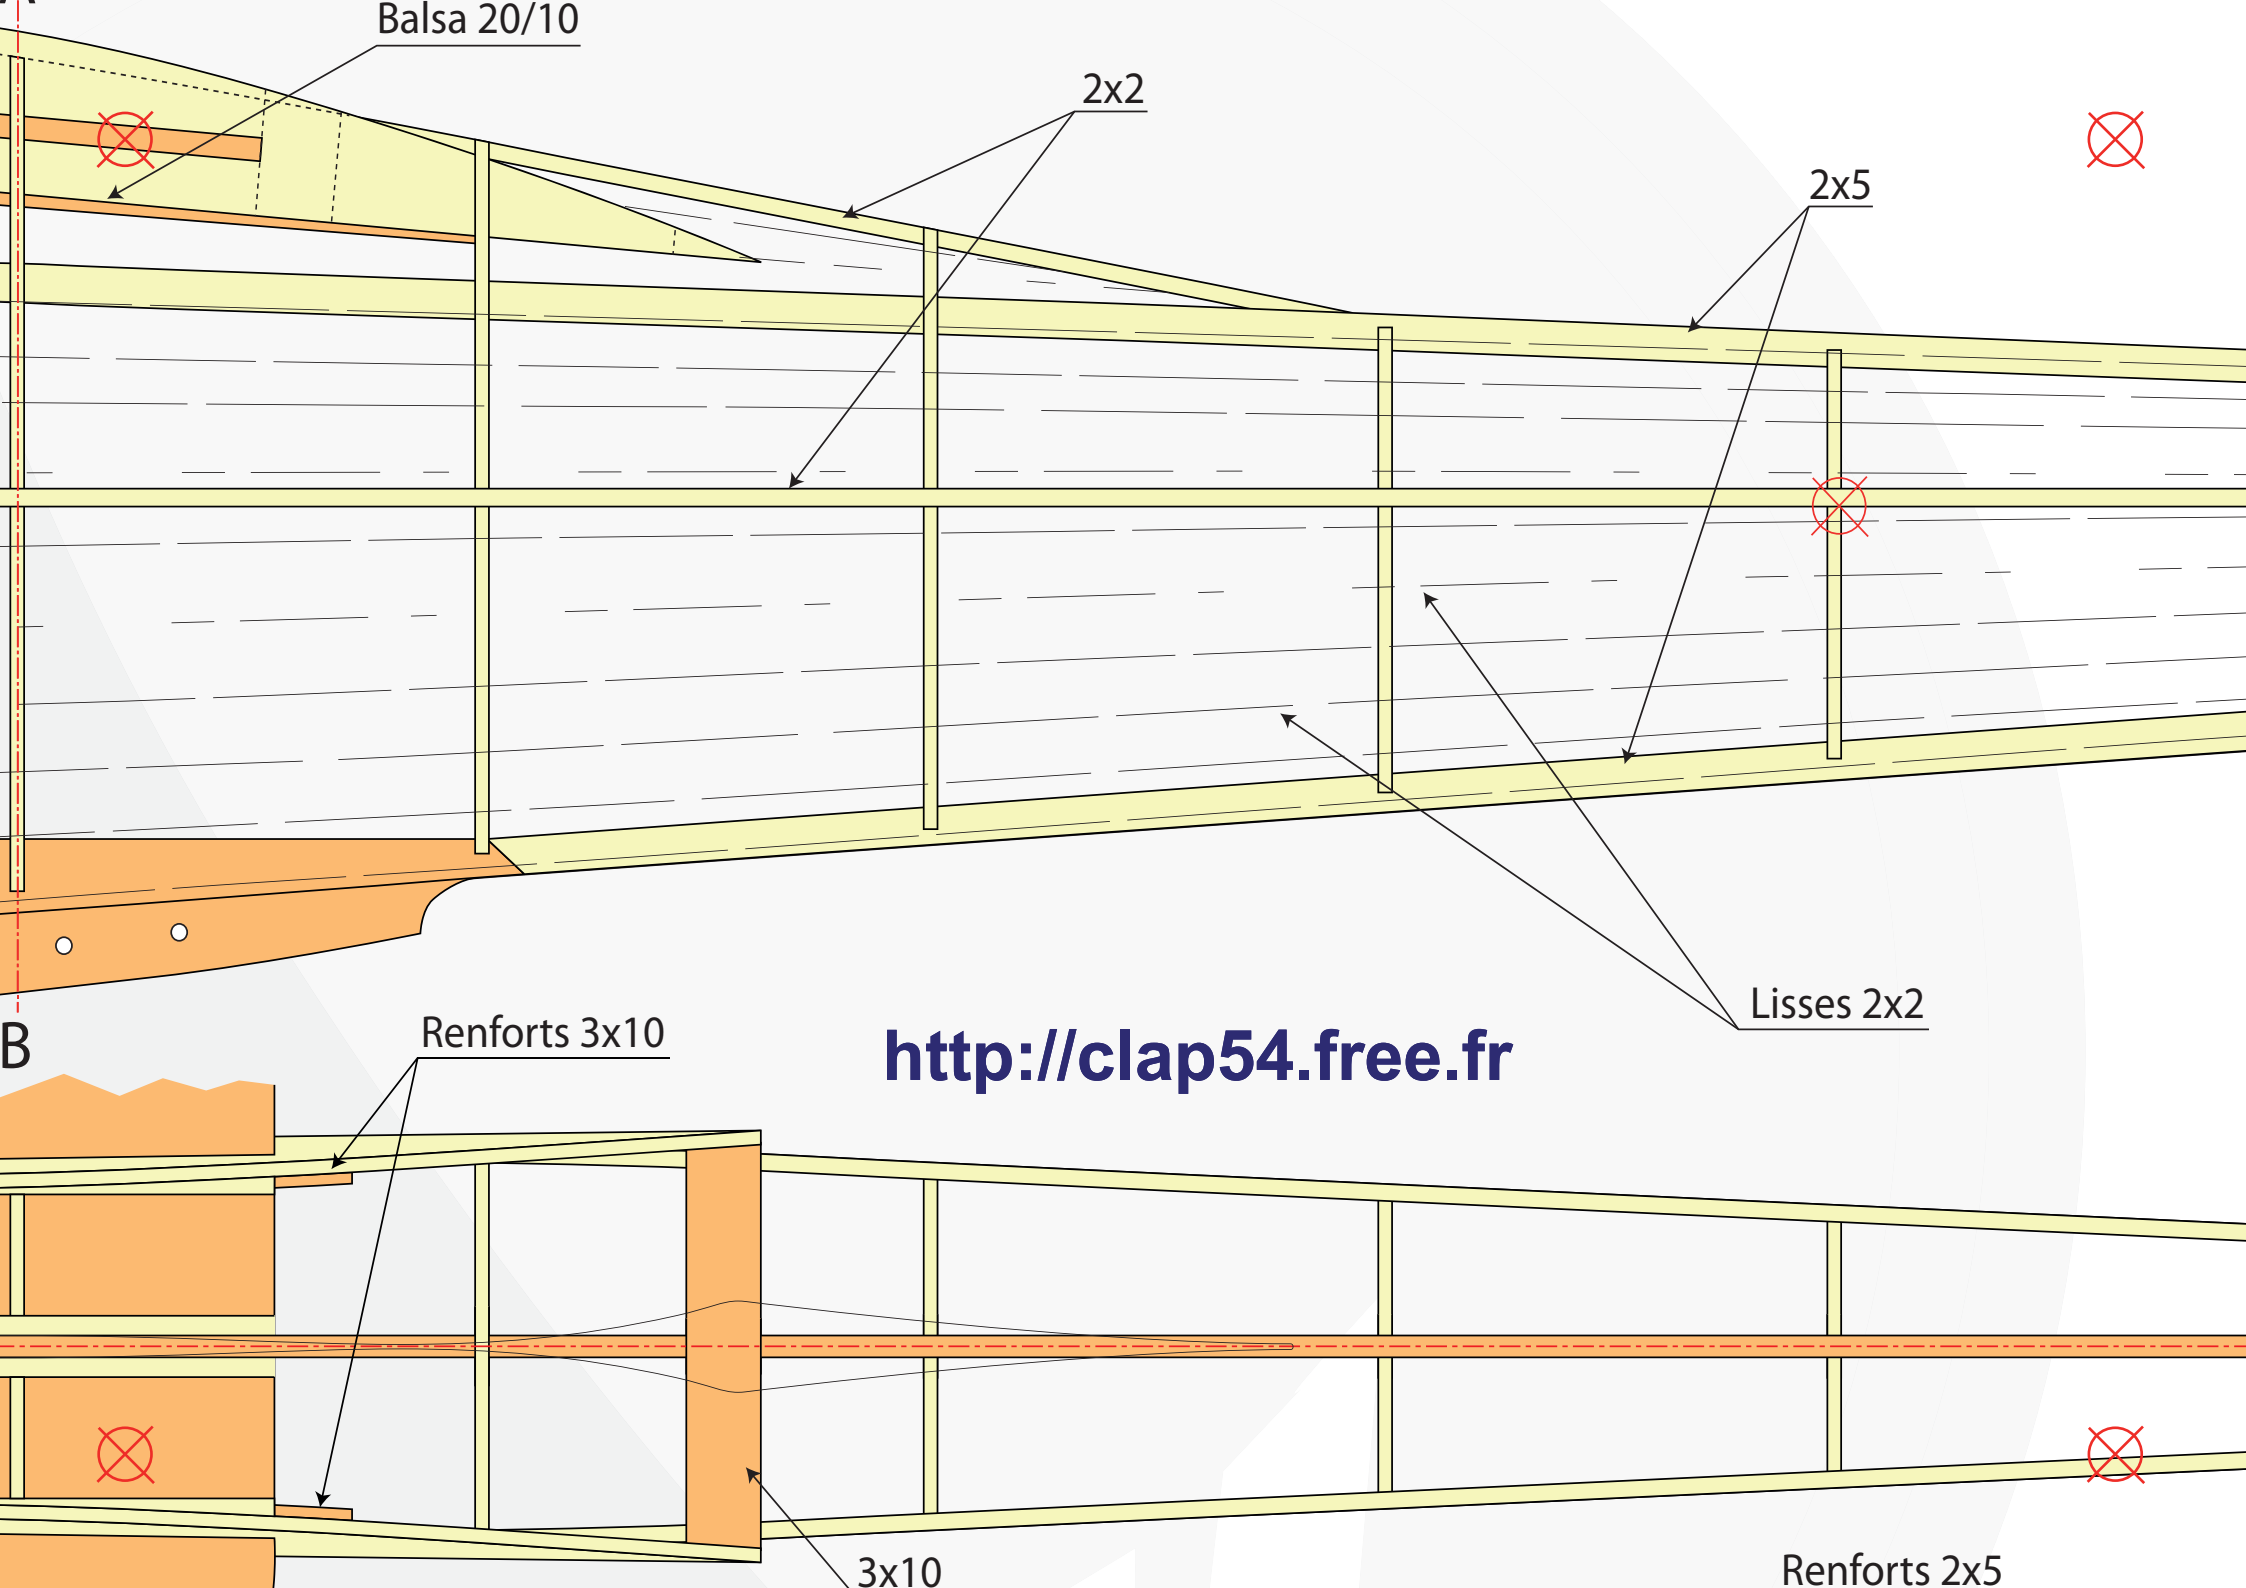 Balsa 20/10
2x2
2x5
Lisses 2x2
B
Renforts 3x10
http://clap54.free.fr
3x10
Renforts 2x5